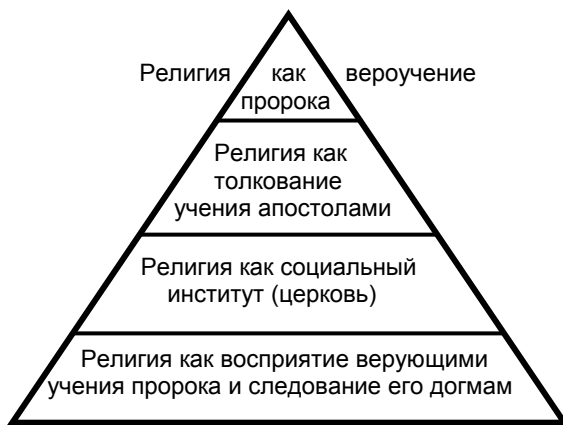 Религия как вероучение
пророка
Религия как
толкование
учения апостолами
Религия как социальный
институт (церковь)
Религия как восприятие верующими
учения пророка и следование его догмам